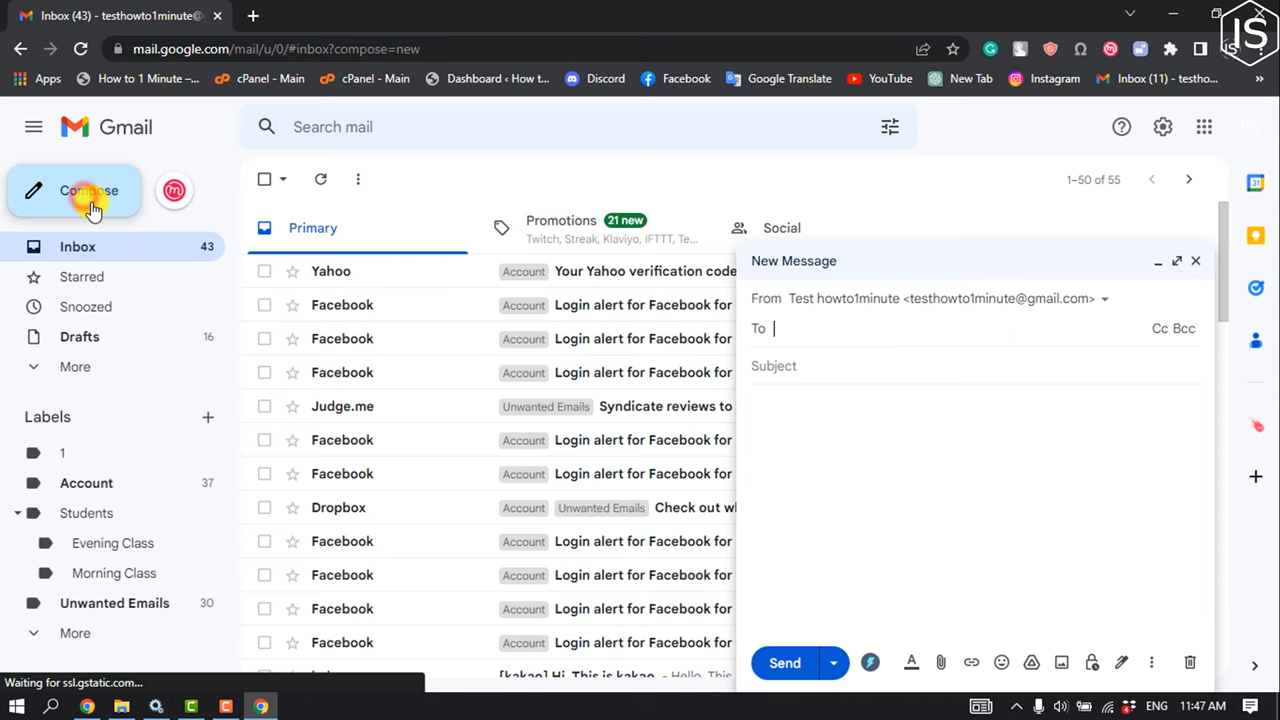 Inbox (43) - testhowto1minute@
IS
mail.google.com/mail/u/0/#inbox?compose=new
Apps
How to 1 Minute –...
cPanel - Main
cPanel - Main
Dashboard ‹ How t...
Discord
Facebook
Google Translate
YouTube
New Tab
Instagram
Inbox (11) - testho...
Gmail
Search mail
Compose
1–50 of 55
Inbox 43
Starred
Snoozed
Drafts 16
More
Labels
1
Account 37
Students
Evening Class
Morning Class
Unwanted Emails 30
More
Primary
Promotions 21 new
Twitch, Streak, Klaviyo, IFTTT, Te...
Social
Yahoo Account Your Yahoo verification code
Facebook Account Login alert for Facebook for
Facebook Account Login alert for Facebook for
Facebook Account Login alert for Facebook for
Judge.me Unwanted Emails Syndicate reviews to
Facebook Account Login alert for Facebook for
Facebook Account Login alert for Facebook for
Dropbox Account Unwanted Emails Check out
Facebook Account Login alert for Facebook for
Facebook Account Login alert for Facebook for
Facebook Account Login alert for Facebook for
Facebook Account Login alert for Facebook for
[kakao] Hi, This is kakao. - Hello, This
New Message
From Test howto1minute <testhowto1minute@gmail.com>
To Cc Bcc
Subject
Send
31
Waiting for ssl.gstatic.com...
ENG 11:47 AM